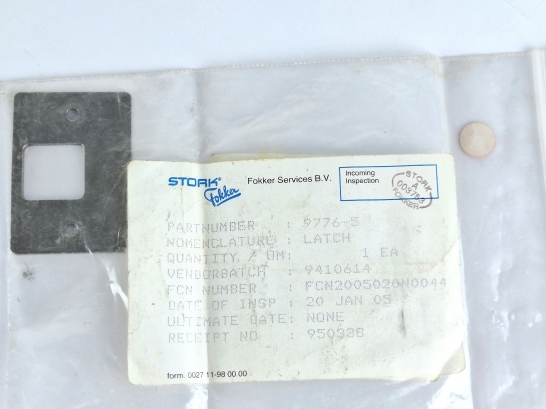 STORK®
Fokker
Fokker Services B.V.
Incoming
Inspection
STORK
A
003753
FOKKER
PARTNUMBER : 9776-5
NOMENCLATURE : LATCH
QUANTITY / UM: 1 EA
VENDORBATCH : 9410614
FCN NUMBER : FCN2005020N0044
DATE OF INSP : 20 JAN 05
ULTIMATE DATE: NONE
RECEIPT NO : 950338
form. 0027 11-98 00.00